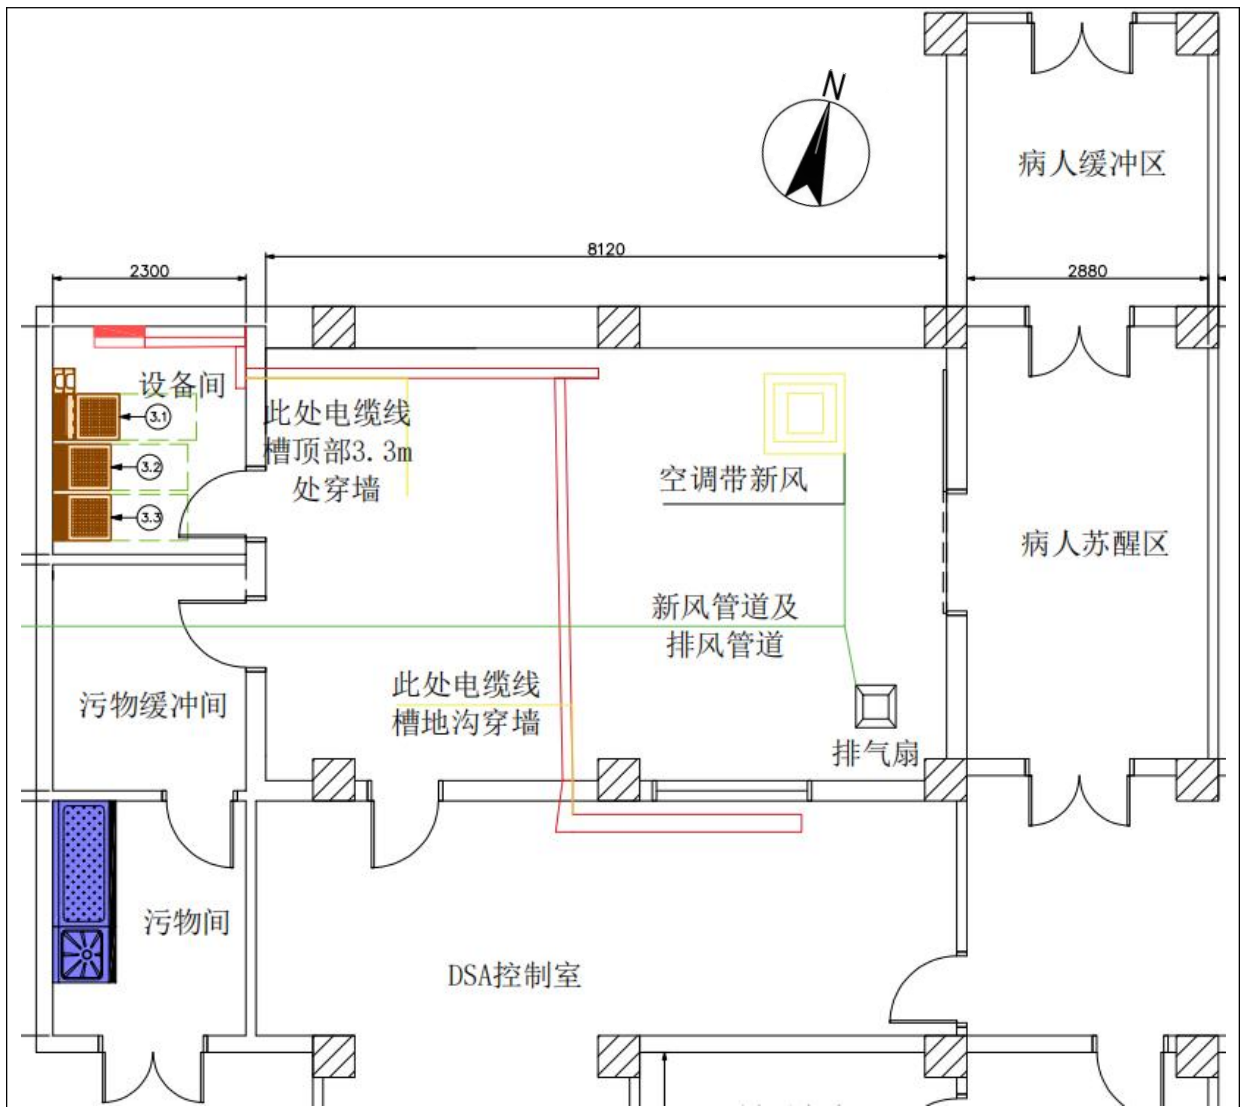 N
病人缓冲区
8120
2300
2880
设备间
3.1
3.2
3.3
此处电缆线
槽顶部3.3m
处穿墙
空调带新风
病人苏醒区
新风管道及
排风管道
此处电缆线
槽地沟穿墙
污物缓冲间
排气扇
污物间
DSA控制室